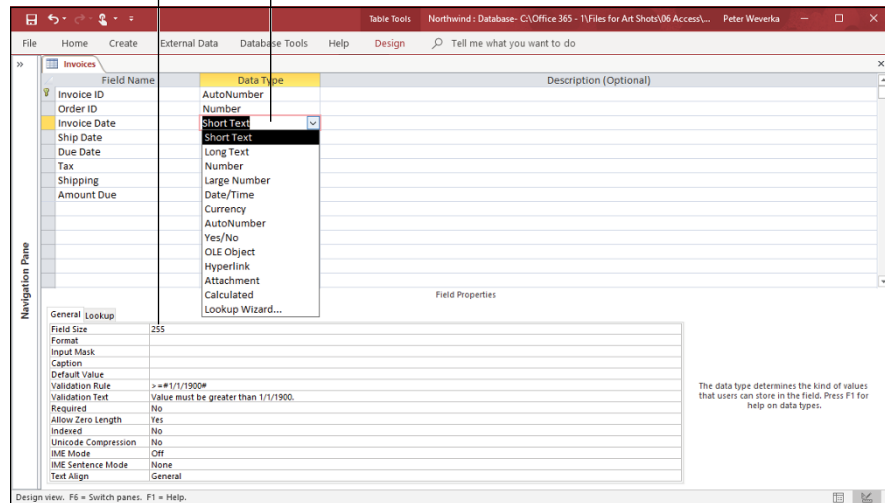 Table Tools Northwind : Database- C:\Office 365 - 1\Files for Art Shots\06 Access\... Peter Weverka
File Home Create External Data Database Tools Help Design Tell me what you want to do
Invoices
Field Name Data Type Description (Optional)
Invoice ID AutoNumber
Order ID Number
Invoice Date Short Text
Ship Date Short Text
Due Date Long Text
Tax Number
Shipping Large Number
Amount Due Date/Time
Currency
AutoNumber
Yes/No
OLE Object
Hyperlink
Attachment
Calculated
Lookup Wizard...
Navigation Pane
Field Properties
General Lookup
Field Size 255
Format
Input Mask
Caption
Default Value
Validation Rule >=#1/1/1900#
Validation Text Value must be greater than 1/1/1900.
Required No
Allow Zero Length Yes
Indexed No
Unicode Compression No
IME Mode Off
IME Sentence Mode None
Text Align General
The data type determines the kind of values
that users can store in the field. Press F1 for
help on data types.
Design view. F6 = Switch panes. F1 = Help.